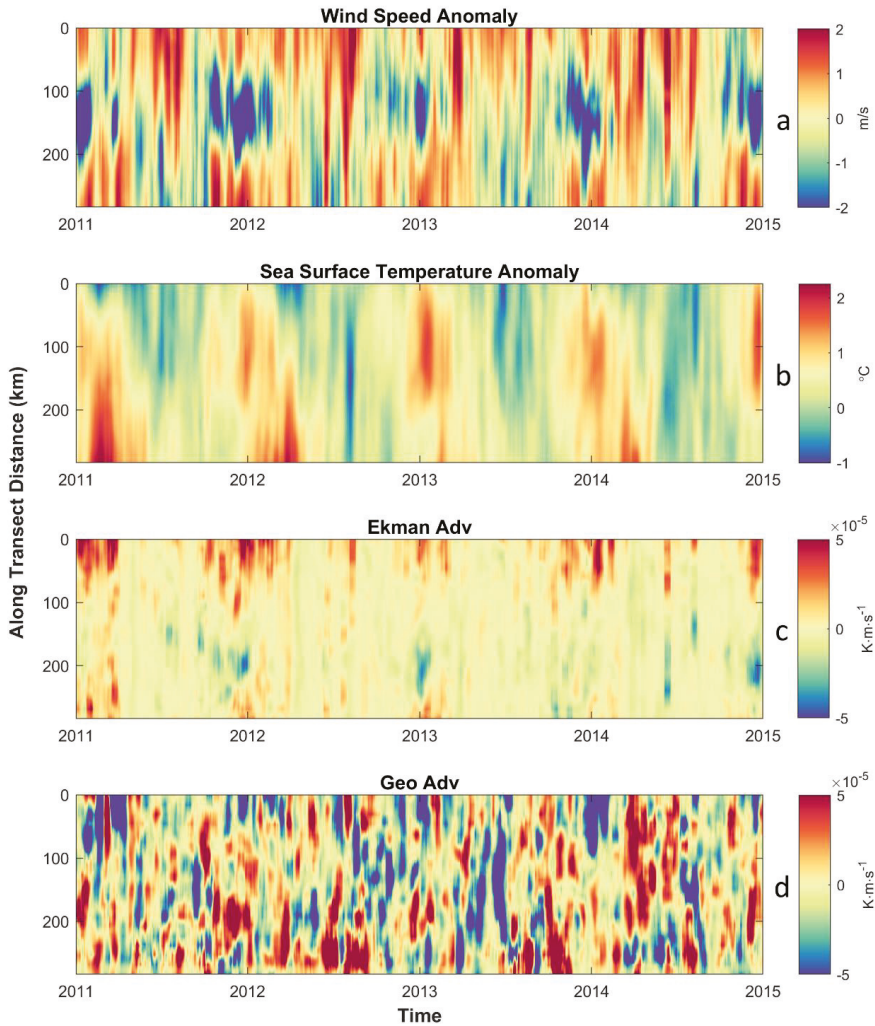 Wind Speed Anomaly
0
100
200
2011 2012 2013 2014 2015
2
1
0
-1
-2
m/s
a
Sea Surface Temperature Anomaly
0
100
200
2011 2012 2013 2014 2015
2
1
0
-1
°C
b
Along Transect Distance (km)
Ekman Adv
0
100
200
2011 2012 2013 2014 2015
×10⁻⁵
5
0
-5
K·m·s⁻¹
c
Geo Adv
0
100
200
2011 2012 2013 2014 2015
Time
×10⁻⁵
5
0
-5
K·m·s⁻¹
d